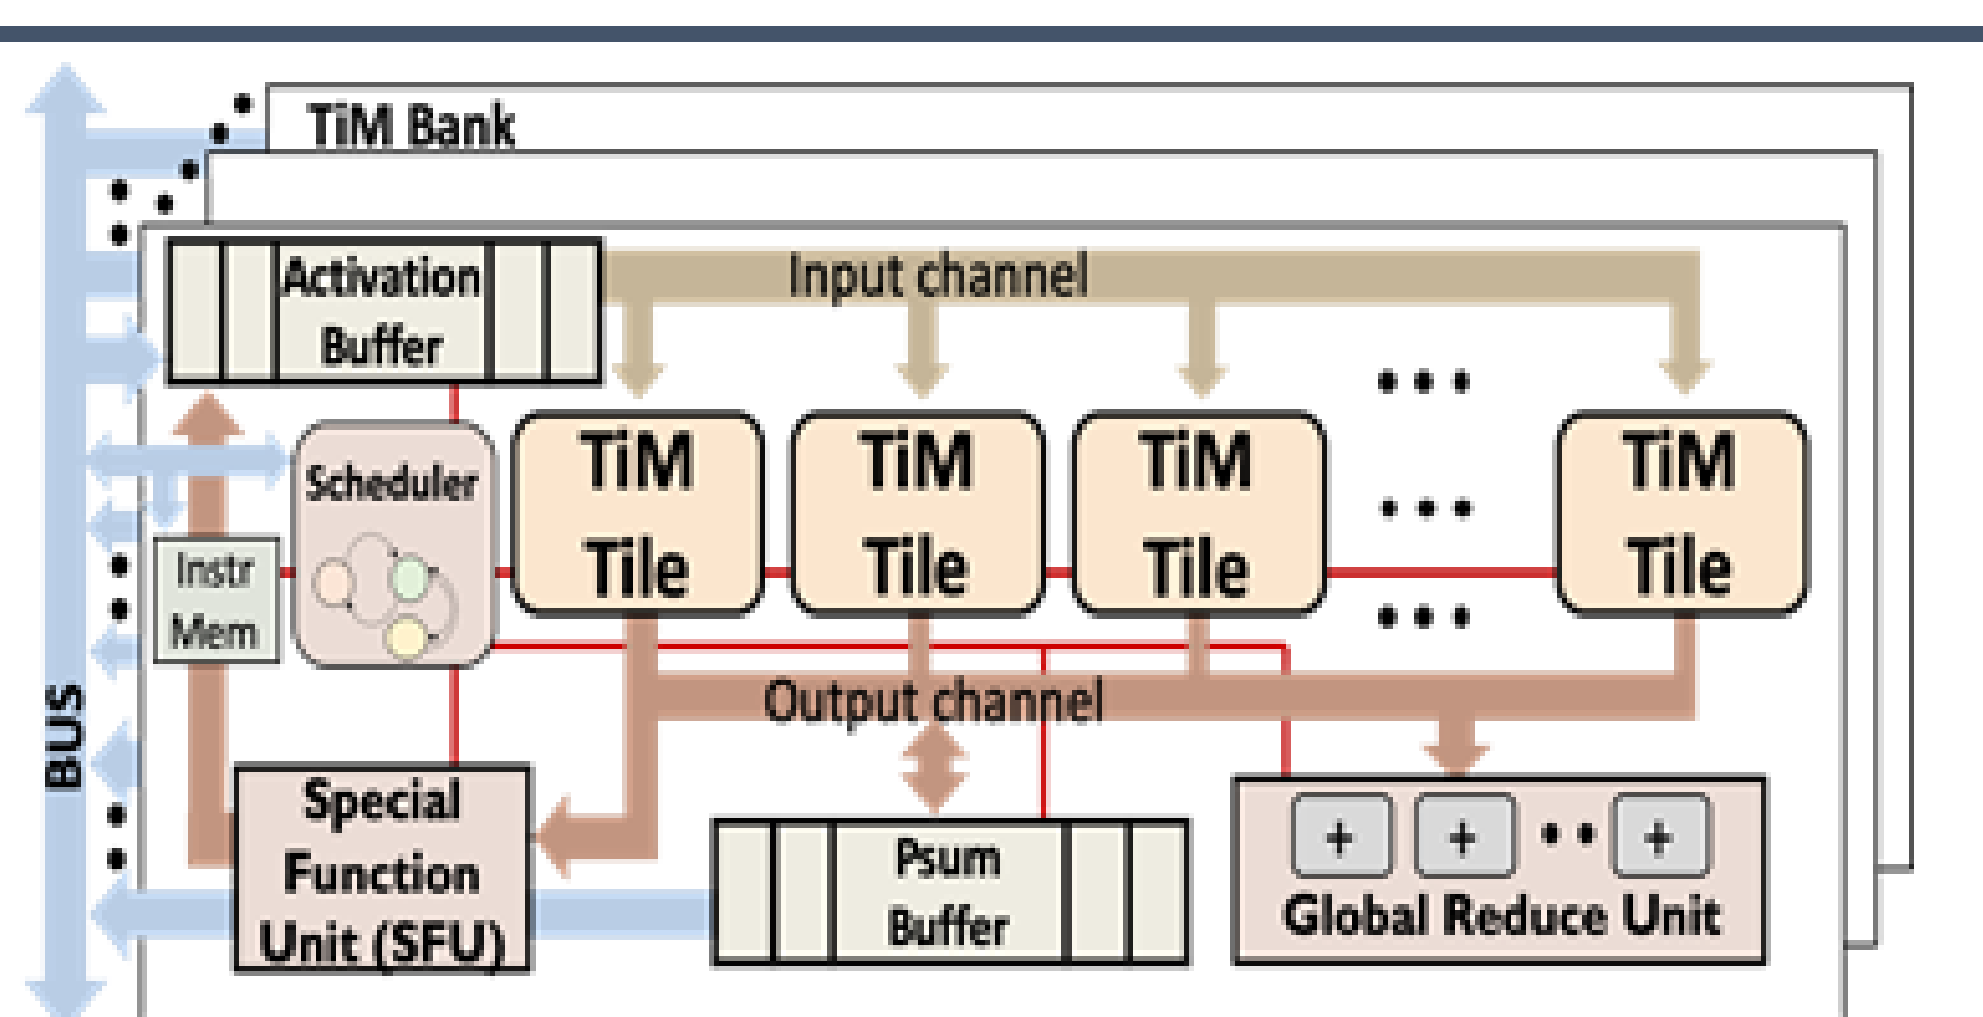 TiM Bank
Activation
Buffer
Input channel
Scheduler
TiM
Tile
TiM
Tile
TiM
Tile
TiM
Tile
Instr
Mem
Output channel
BUS
Special
Function
Unit (SFU)
Psum
Buffer
+ + +
Global Reduce Unit